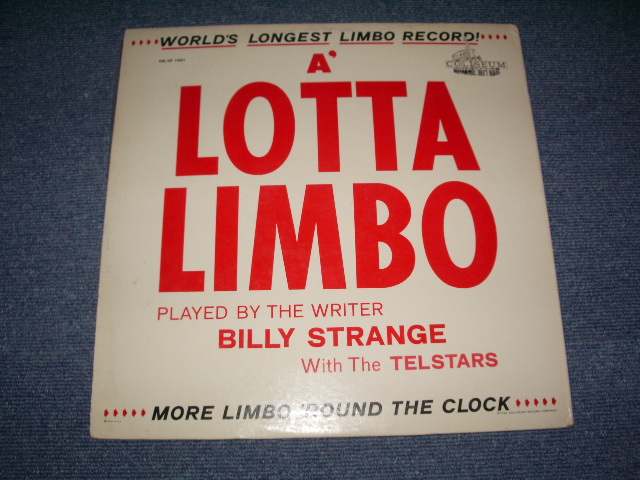 WORLD'S LONGEST LIMBO RECORD!
COLISEUM
A'
LOTTA
LIMBO
PLAYED BY THE WRITER
BILLY STRANGE
With The TELSTARS
MORE LIMBO 'ROUND THE CLOCK